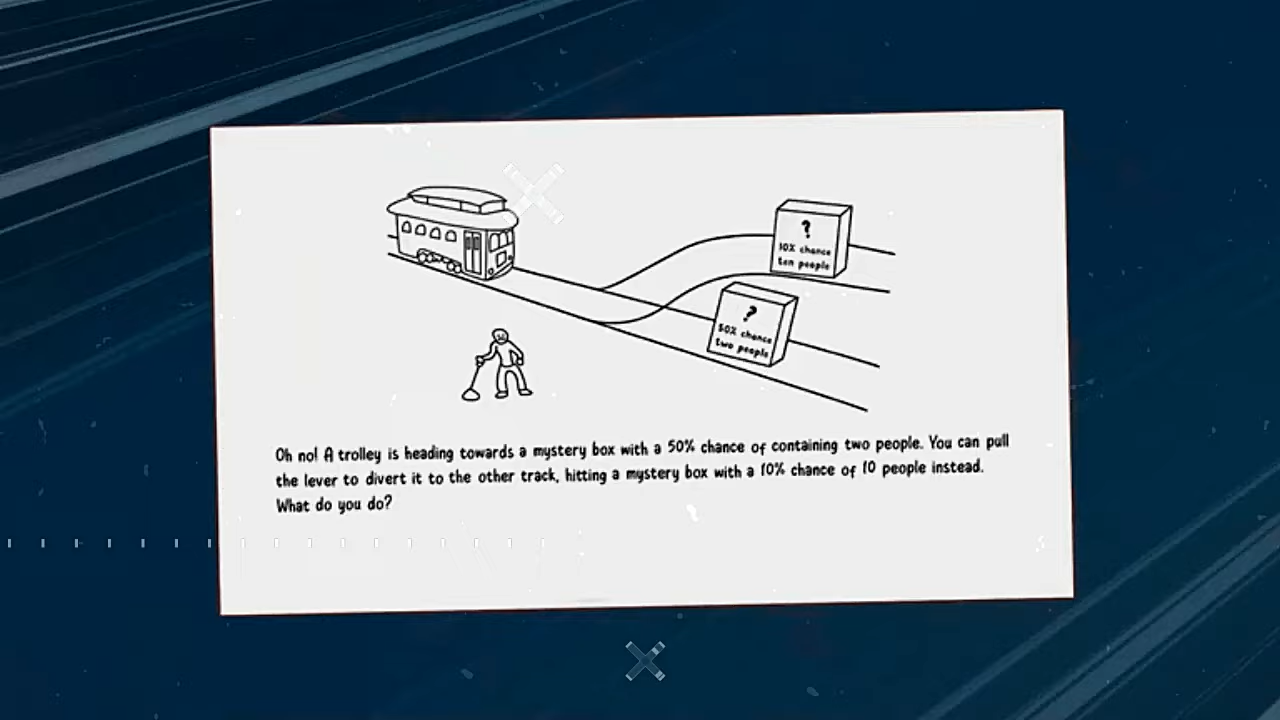 ?
10% chance
ten people
?
50% chance
two people
Oh no! A trolley is heading towards a mystery box with a 50% chance of containing two people. You can pull
the lever to divert it to the other track, hitting a mystery box with a 10% chance of 10 people instead.
What do you do?